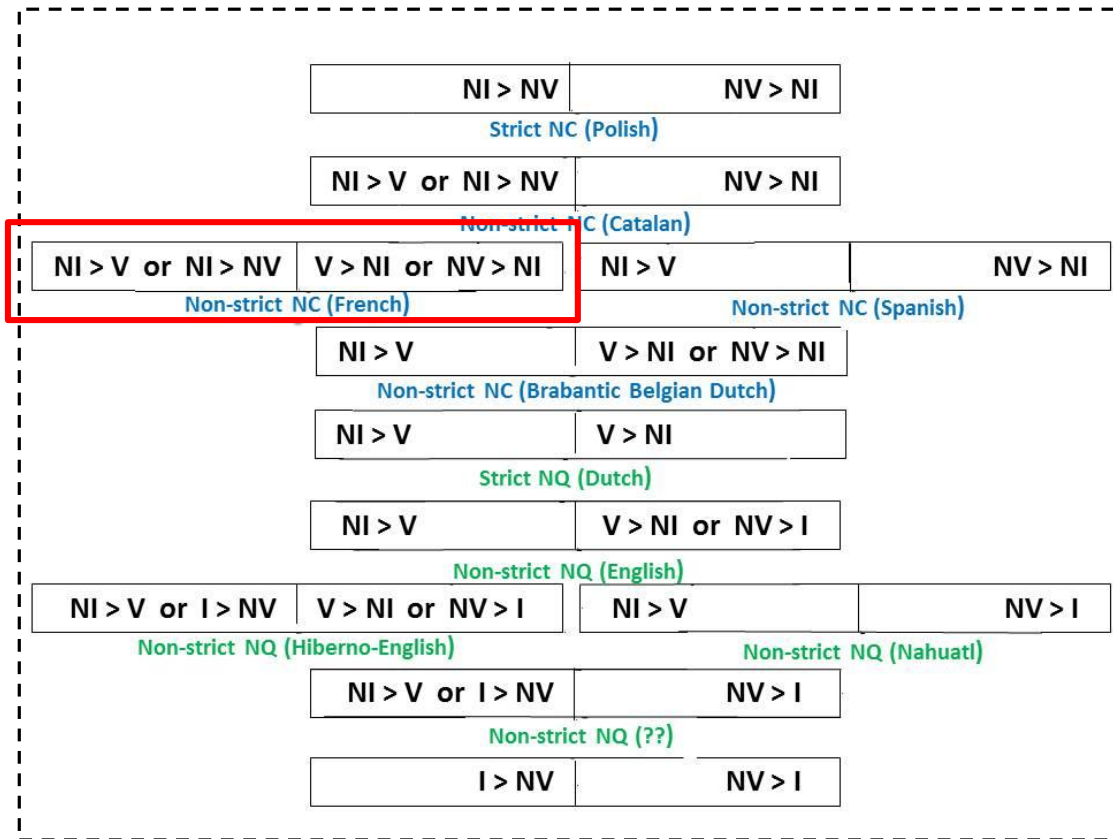 NI > NV NV > NI
Strict NC (Polish)
NI > V or NI > NV NV > NI
Non-strict NC (Catalan)
NI > V or NI > NV V > NI or NV > NI NI > V NV > NI
Non-strict NC (French) Non-strict NC (Spanish)
NI > V V > NI or NV > NI
Non-strict NC (Brabantic Belgian Dutch)
NI > V V > NI
Strict NQ (Dutch)
NI > V V > NI or NV > I
Non-strict NQ (English)
NI > V or I > NV V > NI or NV > I NI > V NV > I
Non-strict NQ (Hiberno-English) Non-strict NQ (Nahuatl)
NI > V or I > NV NV > I
Non-strict NQ (??)
I > NV NV > I